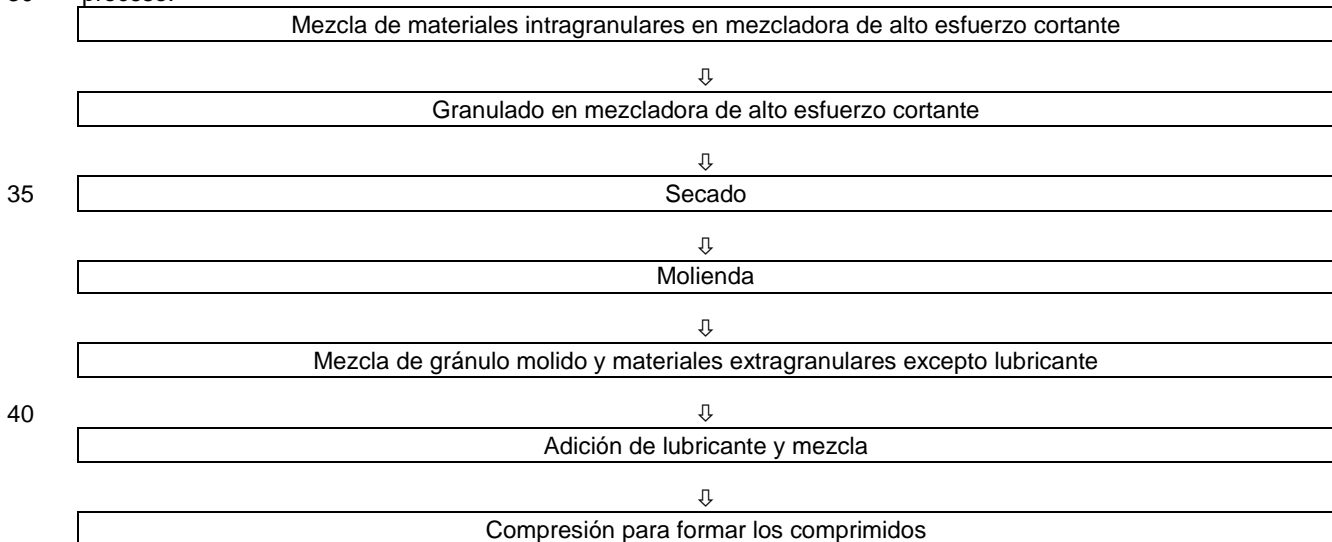 Mezcla de materiales intragranulares en mezcladora de alto esfuerzo cortante
⇩
Granulado en mezcladora de alto esfuerzo cortante
⇩
35 Secado
⇩
Molienda
⇩
Mezcla de gránulo molido y materiales extragranulares excepto lubricante
40 ⇩
Adición de lubricante y mezcla
⇩
Compresión para formar los comprimidos